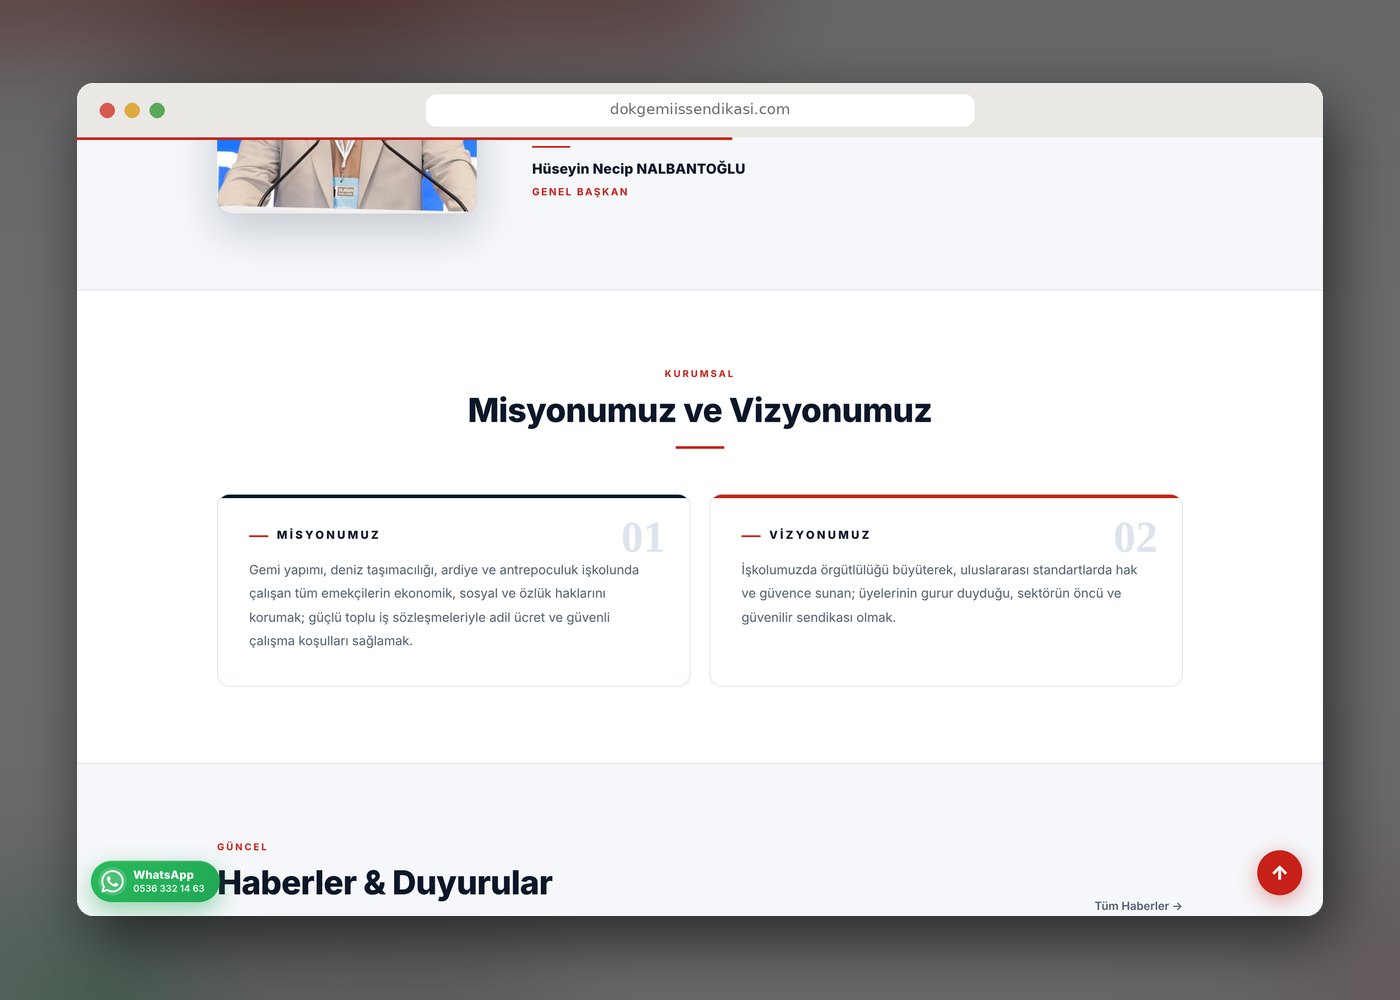 dokgemiissendikasi.com
Hüseyin Necip NALBANTOĞLU
GENEL BAŞKAN
KURUMSAL
Misyonumuz ve Vizyonumuz
MİSYONUMUZ
01
Gemi yapımı, deniz taşımacılığı, ardiye ve antrepoculuk işkolunda
çalışan tüm emekçilerin ekonomik, sosyal ve özlük haklarını
korumak; güçlü toplu iş sözleşmeleriyle adil ücret ve güvenli
çalışma koşulları sağlamak.
VİZYONUMUZ
02
İşkolumuzda örgütlülüğü büyüterek, uluslararası standartlarda hak
ve güvence sunan; üyelerinin gurur duyduğu, sektörün öncü ve
güvenilir sendikası olmak.
GÜNCEL
Haberler & Duyurular
WhatsApp
0536 332 14 63
Tüm Haberler →